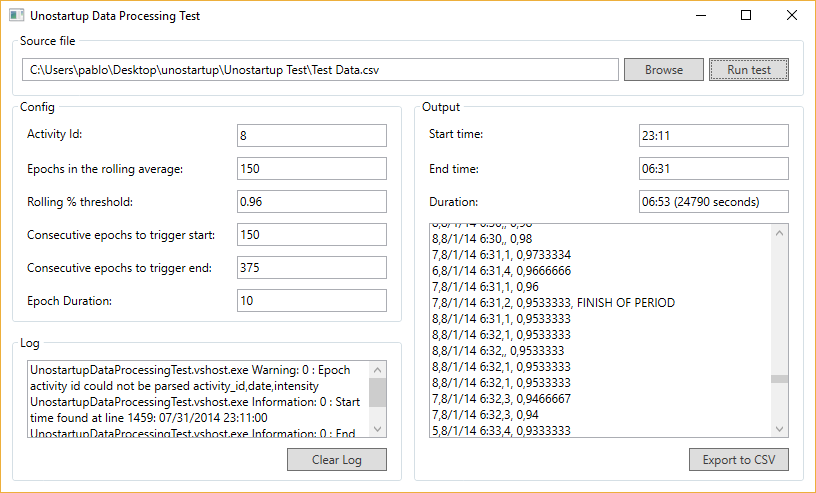 Unostartup Data Processing Test
Source file
C:\Users\pablo\Desktop\unostartup\Unostartup Test\Test Data.csv
Browse
Run test
Config
Activity Id:
8
Epochs in the rolling average:
150
Rolling % threshold:
0.96
Consecutive epochs to trigger start:
150
Consecutive epochs to trigger end:
375
Epoch Duration:
10
Log
UnostartupDataProcessingTest.vshost.exe Warning: 0 : Epoch
activity id could not be parsed activity_id,date,intensity
UnostartupDataProcessingTest.vshost.exe Information: 0 : Start
time found at line 1459: 07/31/2014 23:11:00
UnostartupDataProcessingTest.vshost.exe Information: 0 : End
Clear Log
Output
Start time:
23:11
End time:
06:31
Duration:
06:53 (24790 seconds)
8,8/1/14 6:30,, 0,98
8,8/1/14 6:30,, 0,98
7,8/1/14 6:31,1, 0,9733334
6,8/1/14 6:31,4, 0,9666666
7,8/1/14 6:31,1, 0,96
7,8/1/14 6:31,2, 0,9533333, FINISH OF PERIOD
8,8/1/14 6:31,1, 0,9533333
8,8/1/14 6:32,1, 0,9533333
8,8/1/14 6:32,, 0,9533333
8,8/1/14 6:32,1, 0,9533333
8,8/1/14 6:32,1, 0,9533333
7,8/1/14 6:32,3, 0,9466667
7,8/1/14 6:32,3, 0,94
5,8/1/14 6:33,4, 0,9333333
Export to CSV